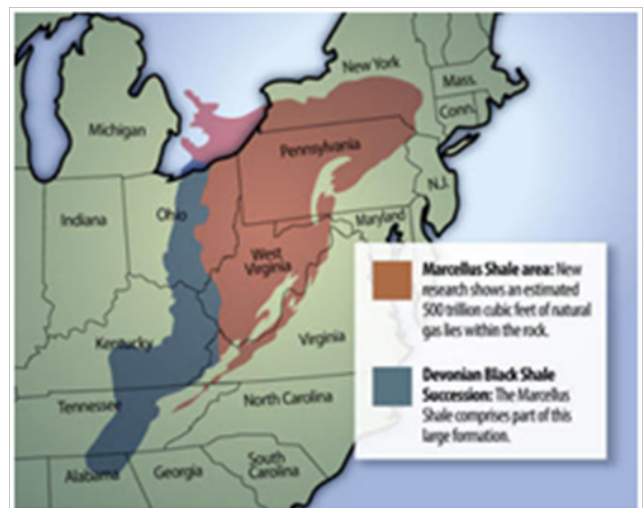 New York
Mass.
Michigan
Conn.
Pennsylvania
N.J.
Indiana
Ohio
Maryland
West
Virginia
Marcellus Shale area: New
research shows an estimated
500 trillion cubic feet of natural
gas lies within the rock.
Kentucky
Virginia
Devonian Black Shale
Succession: The Marcellus
Shale comprises part of this
large formation.
Tennessee
North Carolina
Alabama
Georgia
South
Carolina